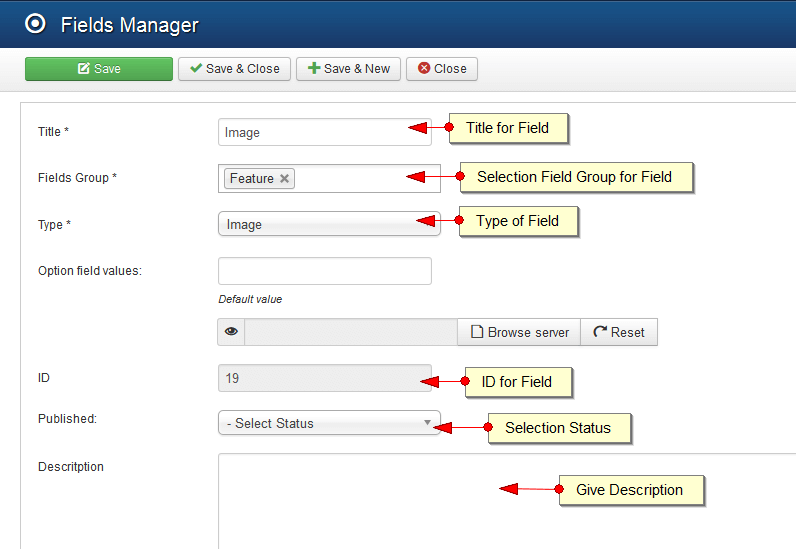 Fields Manager
Save Save & Close Save & New Close
Title * Image Title for Field
Fields Group * Feature Selection Field Group for Field
Type * Image Type of Field
Option field values:
Default value
Browse server Reset
ID 19 ID for Field
Published: - Select Status Selection Status
Descritption Give Description